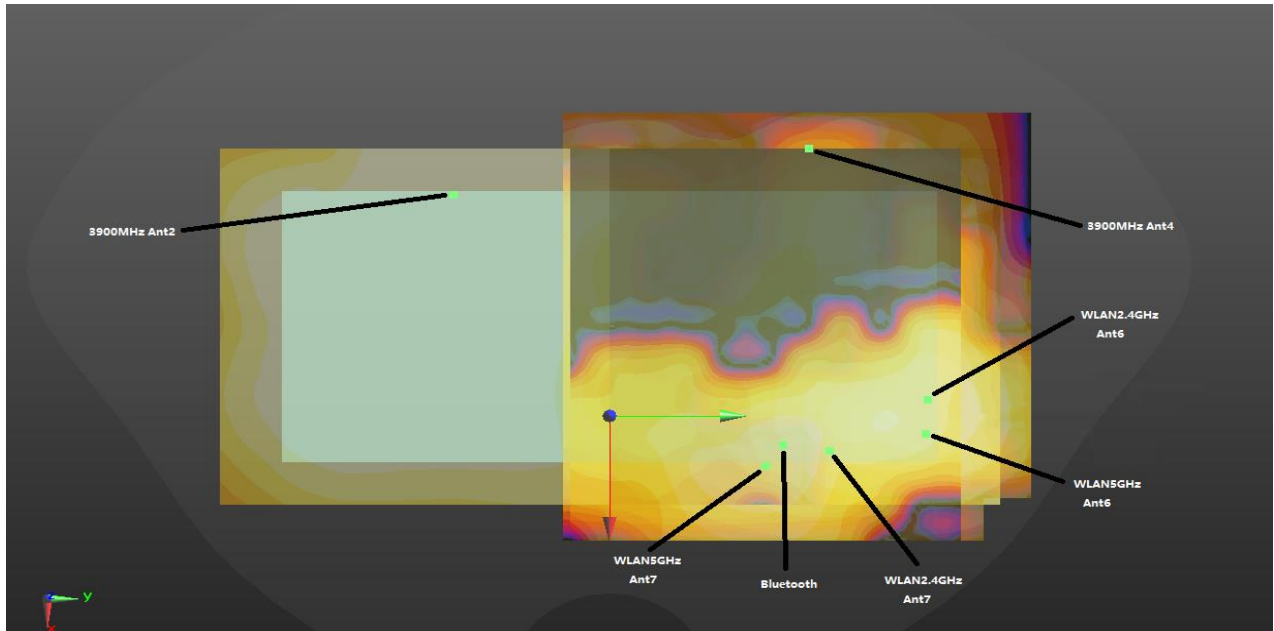 3900MHz Ant2
3900MHz Ant4
WLAN2.4GHz
Ant6
WLAN5GHz
Ant6
WLAN5GHz
Ant7
Bluetooth
WLAN2.4GHz
Ant7
y
x